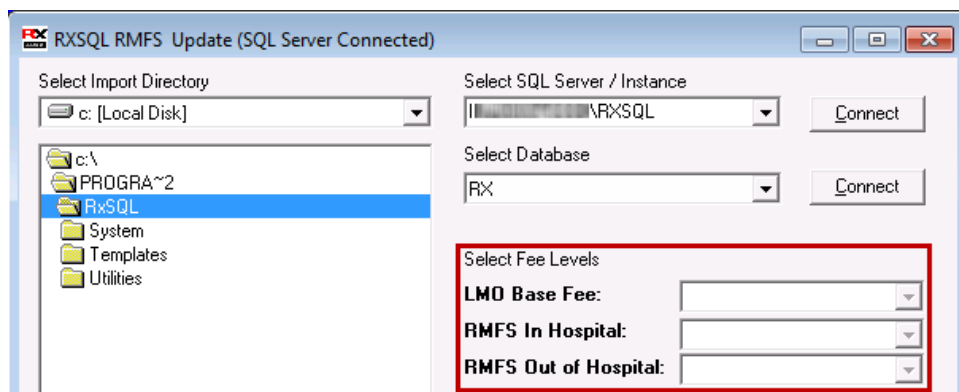 RX RXSQL RMFS Update (SQL Server Connected)
Select Import Directory
c: [Local Disk]
c:\
PROGRA~2
RxSQL
System
Templates
Utilities
Select SQL Server / Instance
\RXSQL
Connect
Select Database
RX
Connect
Select Fee Levels
LMO Base Fee:
RMFS In Hospital:
RMFS Out of Hospital: